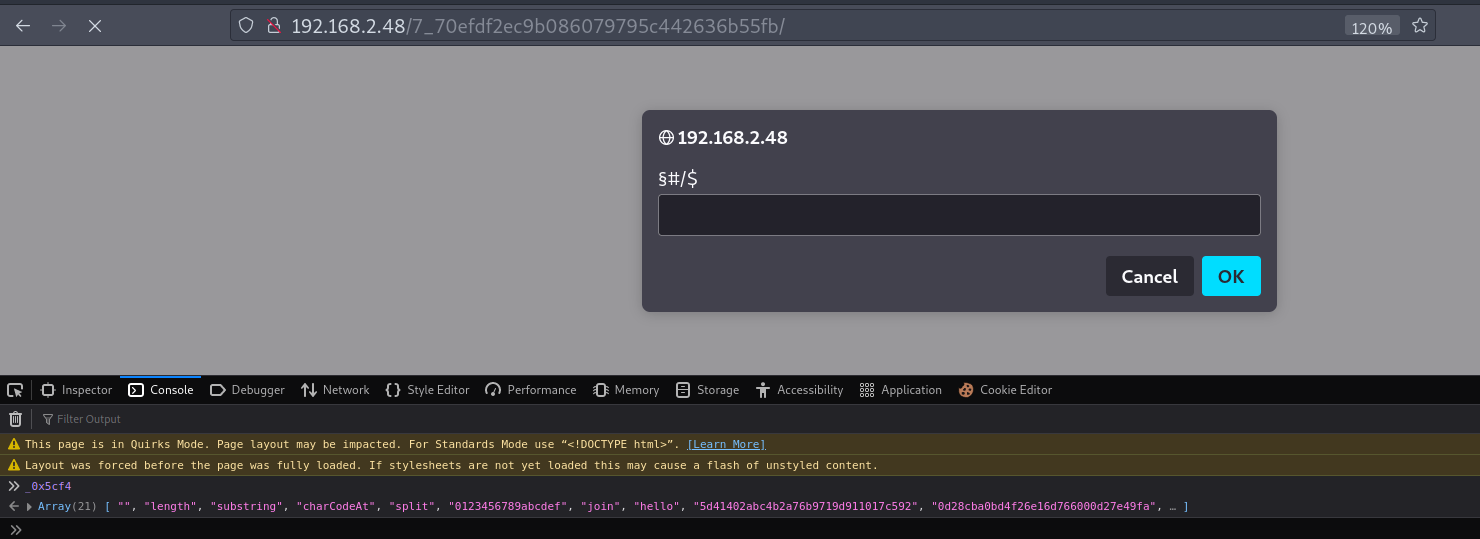 192.168.2.48/7_70efdf2ec9b086079795c442636b55fb/ 120%
192.168.2.48
§#/$
Cancel OK
Inspector Console Debugger Network Style Editor Performance Memory Storage Accessibility Application Cookie Editor
Filter Output
This page is in Quirks Mode. Page layout may be impacted. For Standards Mode use “<!DOCTYPE html>”. [Learn More]
Layout was forced before the page was fully loaded. If stylesheets are not yet loaded this may cause a flash of unstyled content.
_0x5cf4
Array(21) [ "", "length", "substring", "charCodeAt", "split", "0123456789abcdef", "join", "hello", "5d41402abc4b2a76b9719d911017c592", "0d28cba0bd4f26e16d766000d27e49fa", … ]